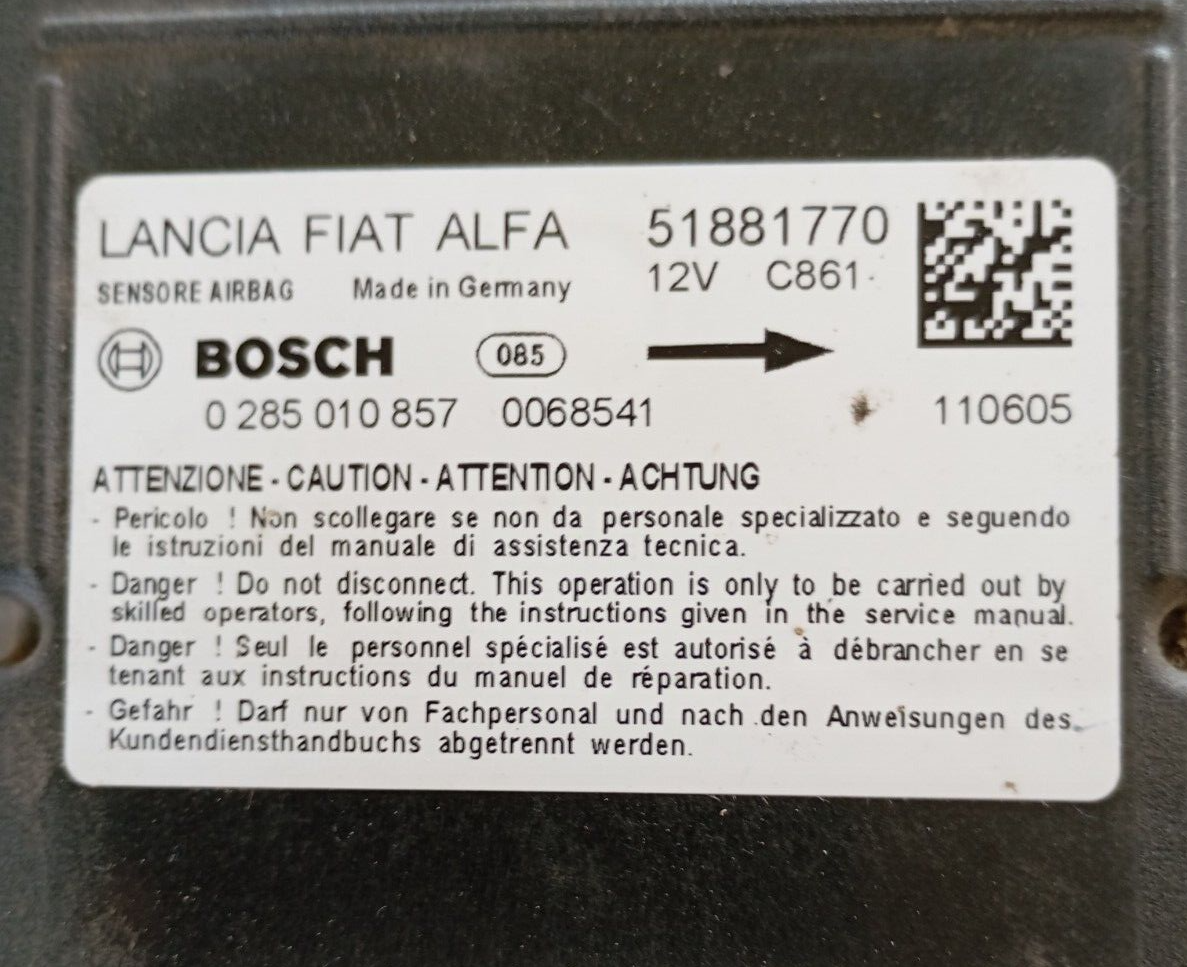 LANCIA FIAT ALFA 51881770
SENSORE AIRBAG Made in Germany 12V C861
BOSCH 085
0 285 010 857 0068541 110605
ATTENZIONE - CAUTION - ATTENTION - ACHTUNG
- Pericolo ! Non scollegare se non da personale specializzato e seguendo
le istruzioni del manuale di assistenza tecnica.
- Danger ! Do not disconnect. This operation is only to be carried out by
skilled operators, following the instructions given in the service manual.
- Danger ! Seul le personnel spécialisé est autorisé à débrancher en se
tenant aux instructions du manuel de réparation.
- Gefahr ! Darf nur von Fachpersonal und nach den Anweisungen des
Kundendiensthandbuchs abgetrennt werden.